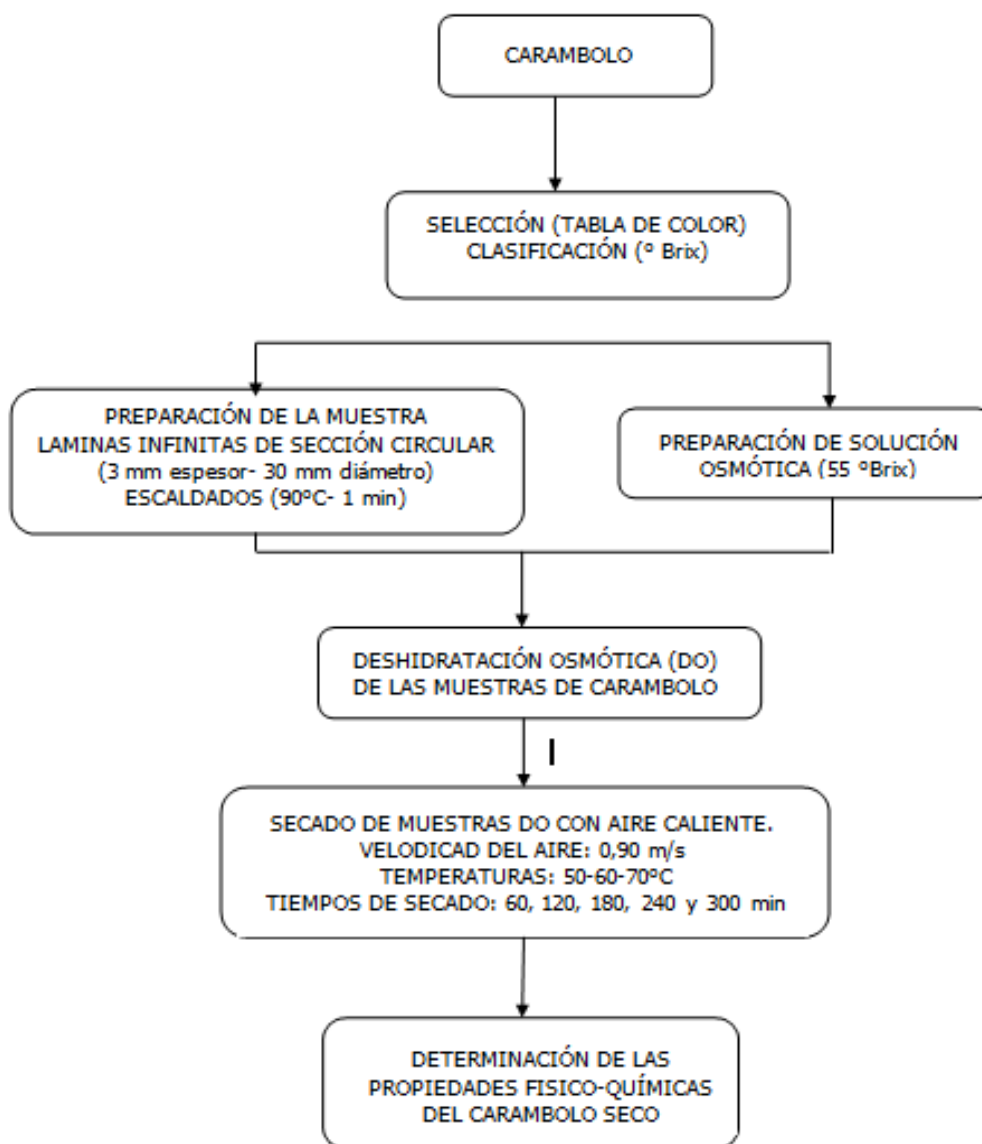 CARAMBOLO
SELECCIÓN (TABLA DE COLOR)
CLASIFICACIÓN (º Brix)
PREPARACIÓN DE LA MUESTRA
LAMINAS INFINITAS DE SECCIÓN CIRCULAR
(3 mm espesor- 30 mm diámetro)
ESCALDADOS (90ºC- 1 min)
PREPARACIÓN DE SOLUCIÓN
OSMÓTICA (55 ºBrix)
DESHIDRATACIÓN OSMÓTICA (DO)
DE LAS MUESTRAS DE CARAMBOLO
SECADO DE MUESTRAS DO CON AIRE CALIENTE.
VELODICAD DEL AIRE: 0,90 m/s
TEMPERATURAS: 50-60-70ºC
TIEMPOS DE SECADO: 60, 120, 180, 240 y 300 min
DETERMINACIÓN DE LAS
PROPIEDADES FISICO-QUÍMICAS
DEL CARAMBOLO SECO